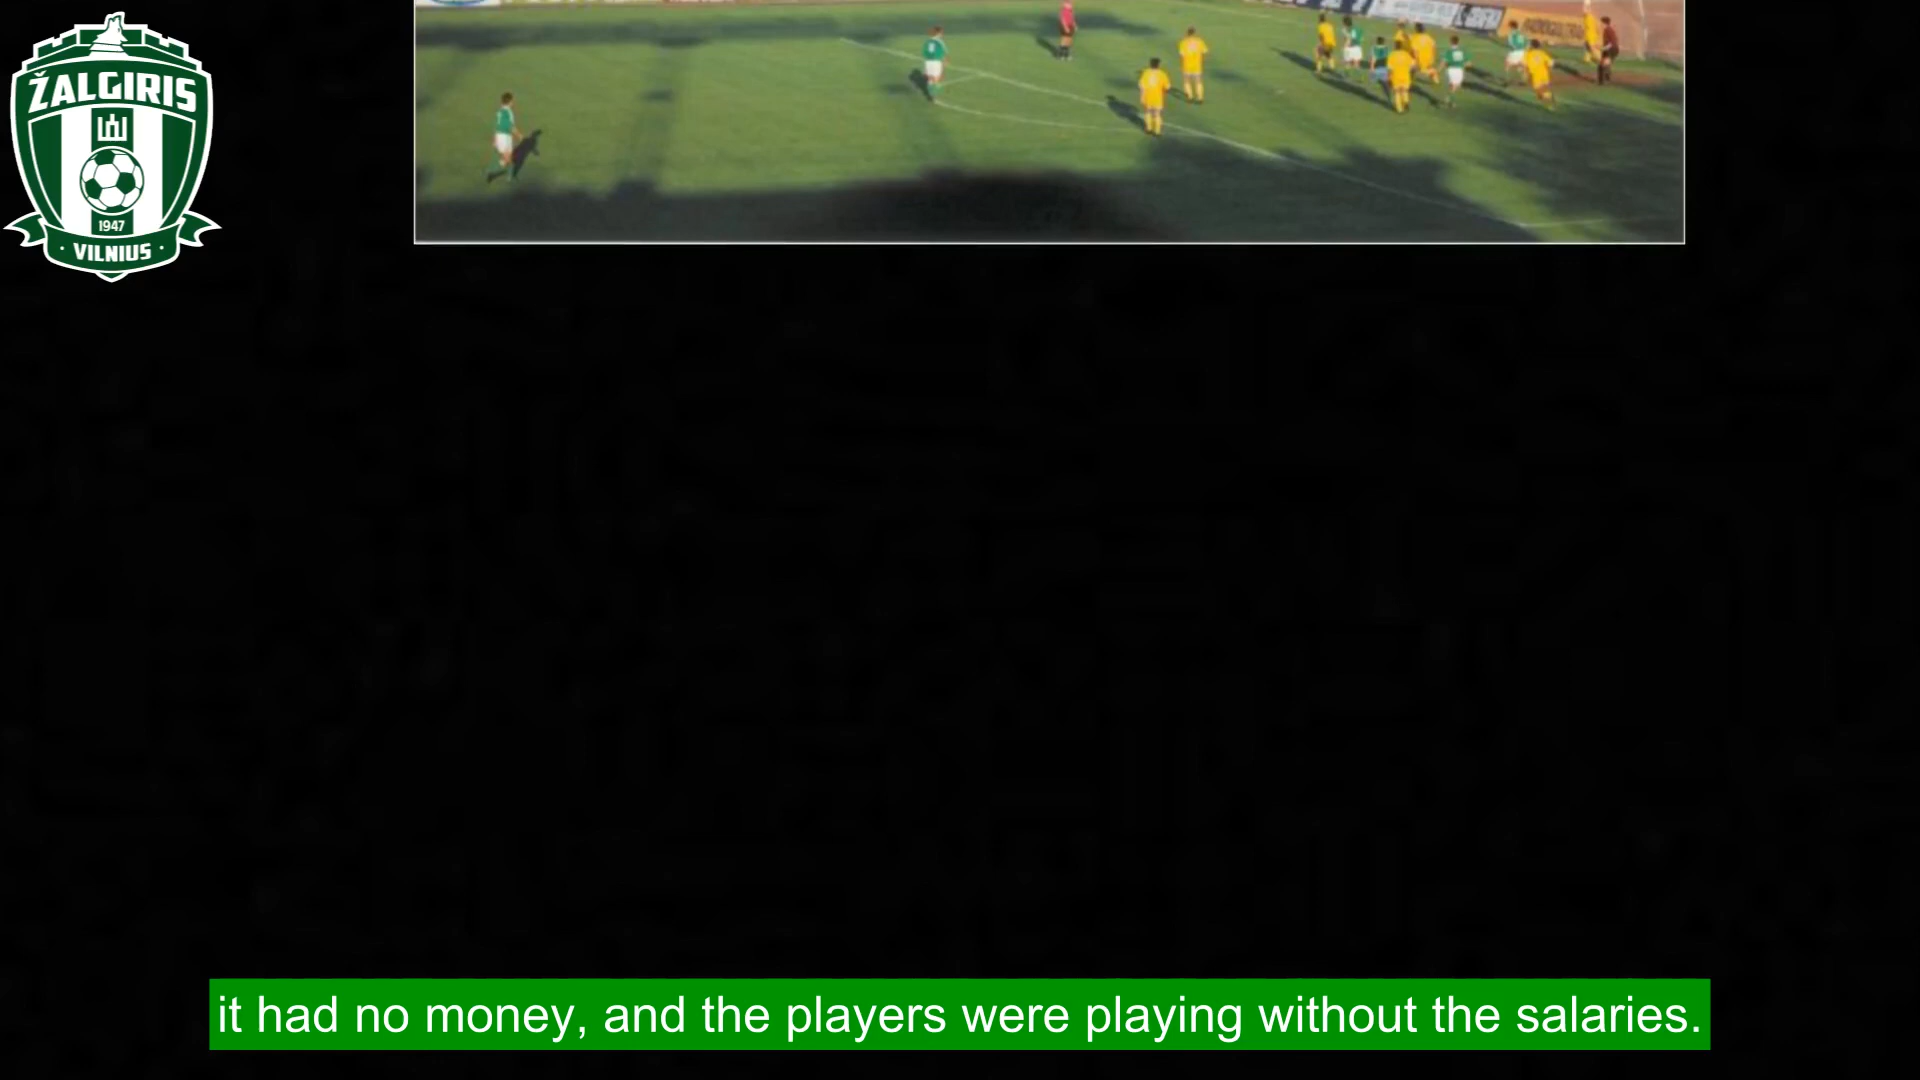 ŽALGIRIS
1947
· VILNIUS ·
it had no money, and the players were playing without the salaries.